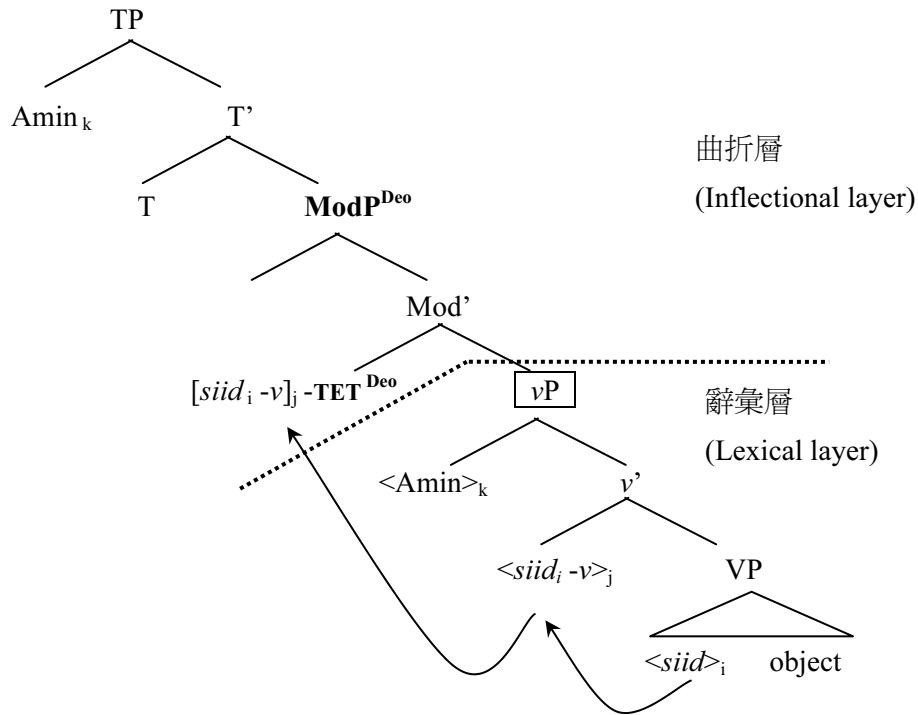 TP
Amin k
T’
曲折層
(Inflectional layer)
T
ModP Deo
Mod’
[siid i -v]j -TET Deo
vP
辭彙層
(Lexical layer)
<Amin>k
v’
<siidi -v>j
VP
<siid>i object